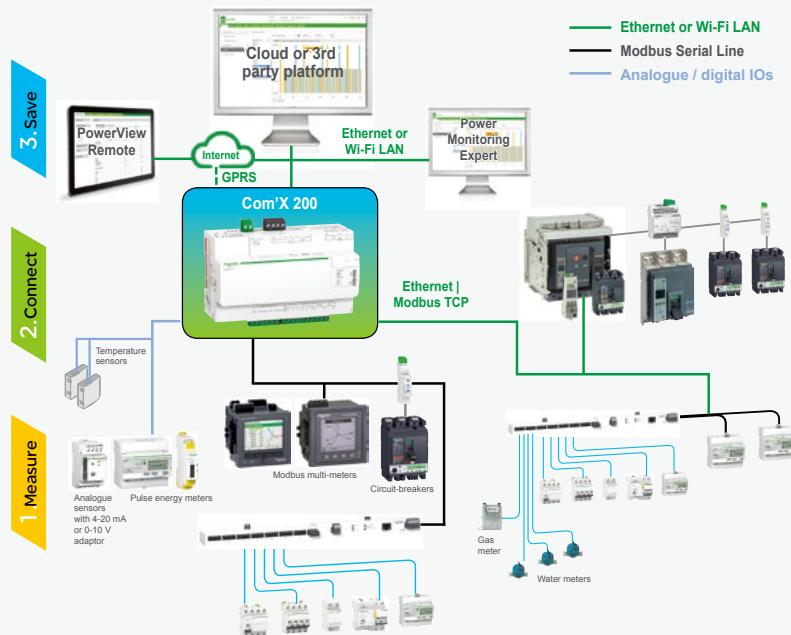 Ethernet or Wi-Fi LAN
Modbus Serial Line
Analogue / digital IOs
3. Save
Cloud or 3rd
party platform
PowerView
Remote
Internet
GPRS
Ethernet or
Wi-Fi LAN
Power
Monitoring
Expert
2. Connect
Com'X 200
Ethernet |
Modbus TCP
Temperature
sensors
1. Measure
Analogue
sensors
with 4-20 mA
or 0-10 V
adaptor
Pulse energy meters
Modbus multi-meters
Circuit-breakers
Gas
meter
Water meters